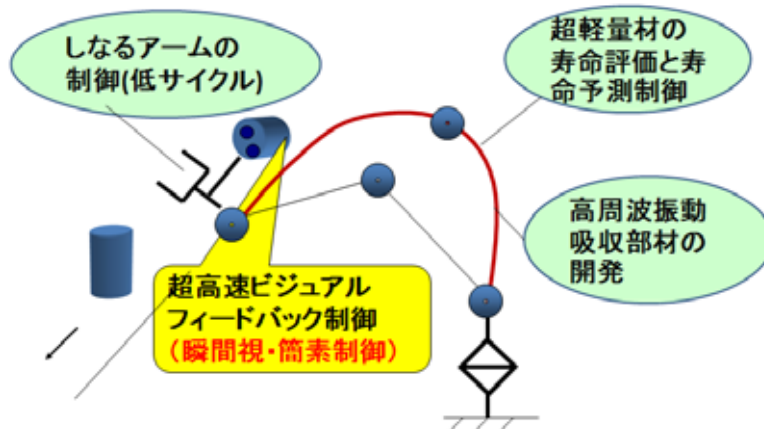 しなるアームの
制御(低サイクル)
超軽量材の
寿命評価と寿
命予測制御
高周波振動
吸収部材の
開発
超高速ビジュアル
フィードバック制御
（瞬間視・簡素制御）